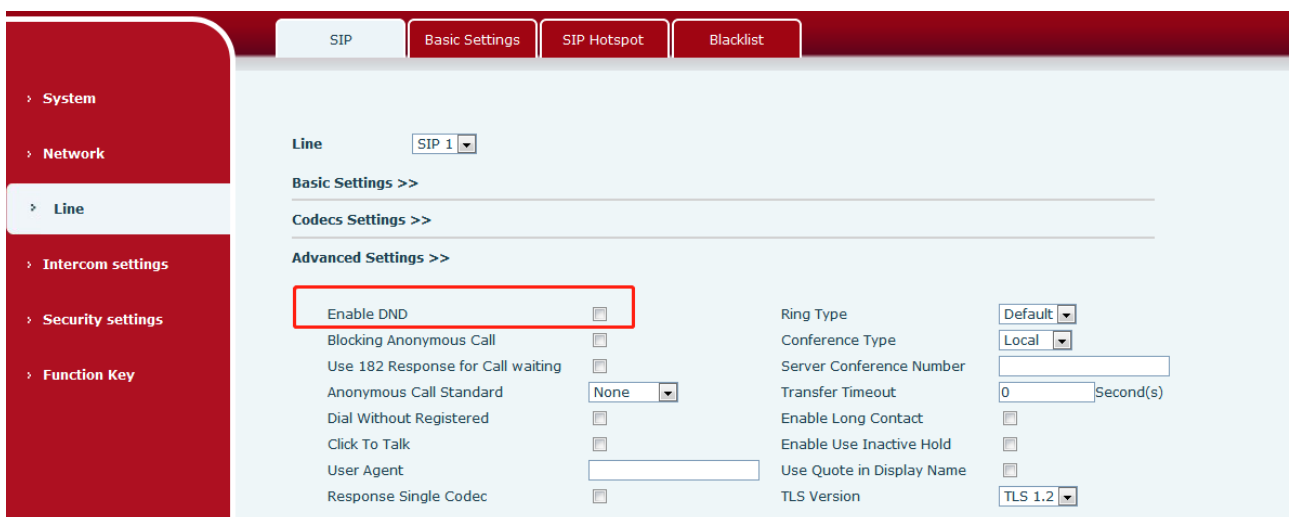 SIP
Basic Settings
SIP Hotspot
Blacklist
System
Network
Line
Intercom settings
Security settings
Function Key
Line SIP 1
Basic Settings >>
Codecs Settings >>
Advanced Settings >>
Enable DND Ring Type Default
Blocking Anonymous Call Conference Type Local
Use 182 Response for Call waiting Server Conference Number
Anonymous Call Standard None Transfer Timeout 0 Second(s)
Dial Without Registered Enable Long Contact
Click To Talk Enable Use Inactive Hold
User Agent Use Quote in Display Name
Response Single Codec TLS Version TLS 1.2